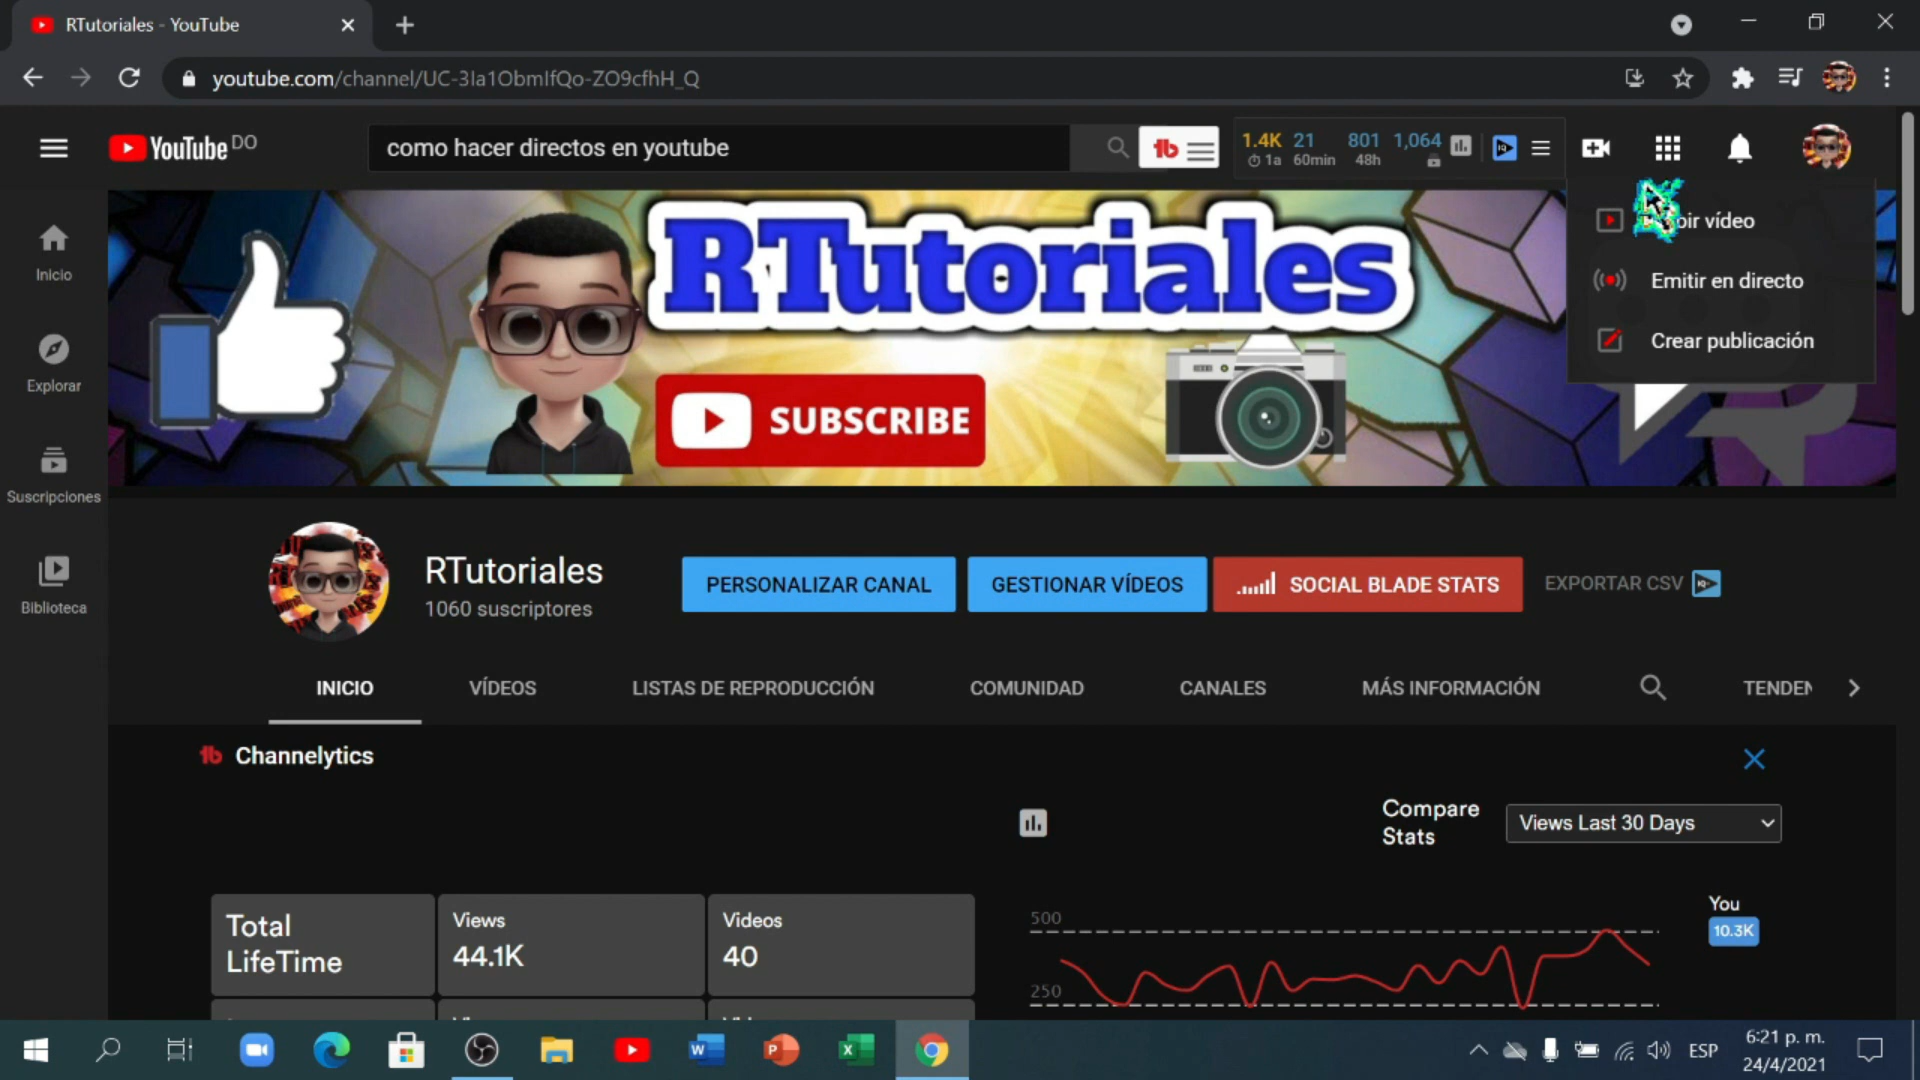 RTutoriales - YouTube
youtube.com/channel/UC-3Ia1ObmIfQo-ZO9cfhH_Q
YouTube DO
como hacer directos en youtube
1.4K 21 801 1,064
1a 60min 48h
vídeo
Emitir en directo
Crear publicación
Inicio
Explorar
Suscripciones
Biblioteca
RTutoriales
SUBSCRIBE
RTutoriales
1060 suscriptores
PERSONALIZAR CANAL
GESTIONAR VÍDEOS
SOCIAL BLADE STATS
EXPORTAR CSV
INICIO
VÍDEOS
LISTAS DE REPRODUCCIÓN
COMUNIDAD
CANALES
MÁS INFORMACIÓN
TENDEN
Channelytics
Compare
Stats
Views Last 30 Days
Total
LifeTime
Views
44.1K
Videos
40
500
250
You
10.3K
ESP
6:21 p. m.
24/4/2021